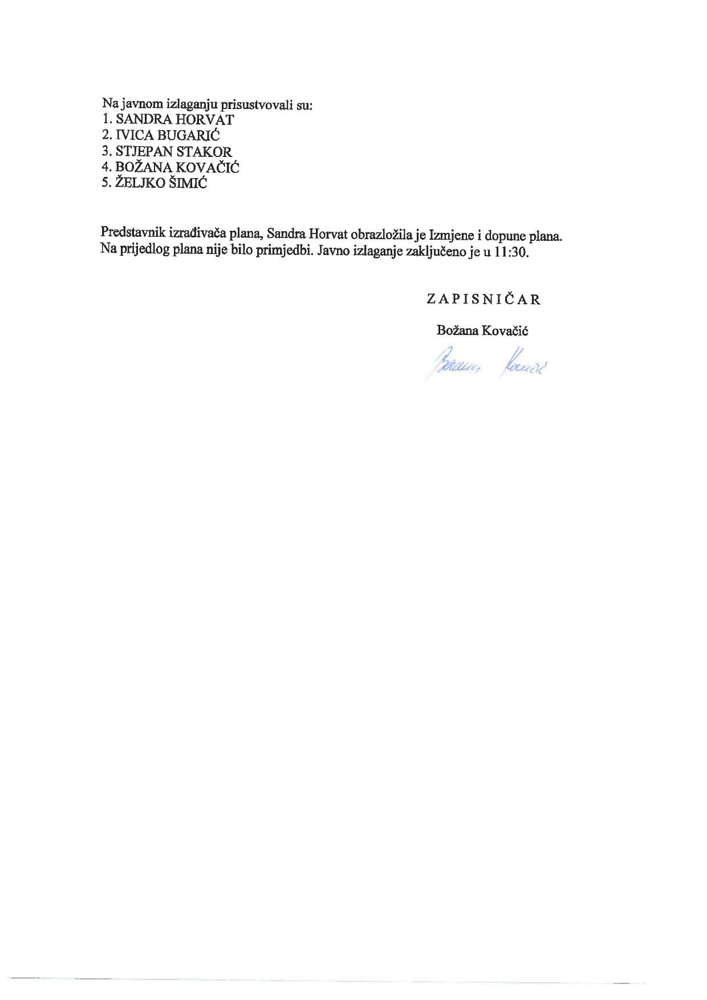 Na javnom izlaganju prisustvovali su:
1. SANDRA HORVAT
2. IVICA BUGARIĆ
3. STJEPAN STAKOR
4. BOŽANA KOVAČIĆ
5. ŽELJKO ŠIMIĆ
Predstavnik izrađivača plana, Sandra Horvat obrazložila je Izmjene i dopune plana.
Na prijedlog plana nije bilo primjedbi. Javno izlaganje zaključeno je u 11:30.
Z A P I S N I Č A R
Božana Kovačić
Božana Kovačić